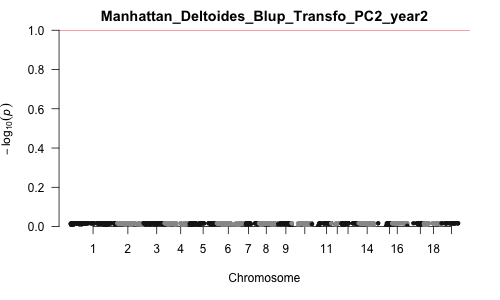 Manhattan_Deltoides_Blup_Transfo_PC2_year2
1.0
0.8
0.6
0.4
0.2
0.0
− log10(p)
1 2 3 4 5 6 7 8 9 11 14 16 18
Chromosome